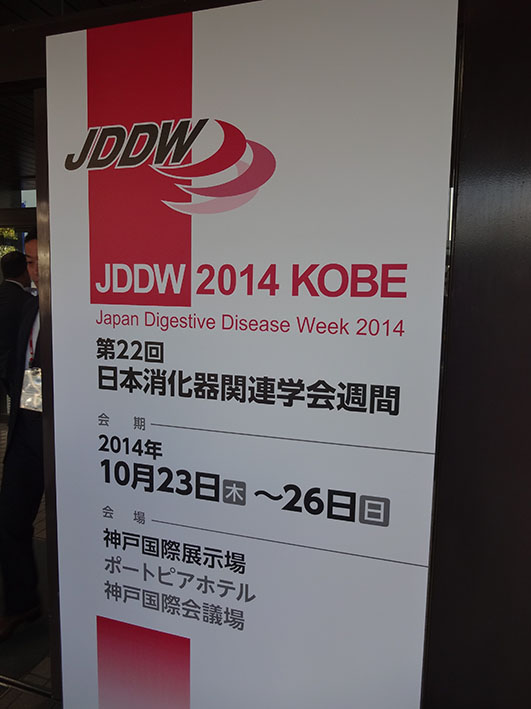 JDDW
JDDW 2014 KOBE
Japan Digestive Disease Week 2014
第22回
日本消化器関連学会週間
会 期
2014年
10月23日木 ～26日日
会 場
神戸国際展示場
ポートピアホテル
神戸国際会議場